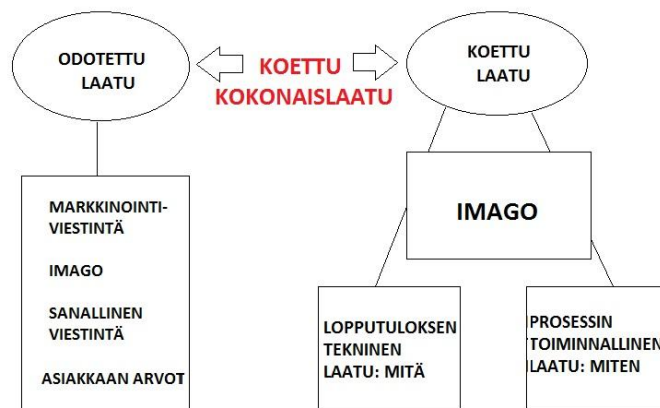 ODOTETTU
LAATU
KOETTU
KOKONAISLAATU
KOETTU
LAATU
MARKKINOINTI-
VIESTINTÄ
IMAGO
SANALLINEN
VIESTINTÄ
ASIAKKAAN ARVOT
IMAGO
LOPPUTULOKSEN
TEKNINEN
LAATU: MITÄ
PROSESSIN
TOIMINNALLINEN
LAATU: MITEN